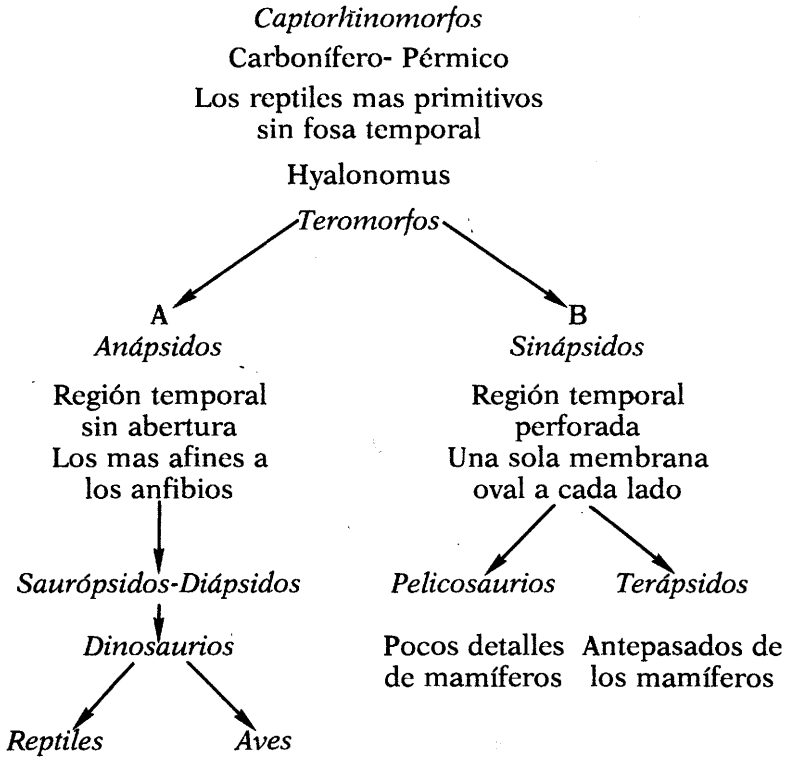 Captorhinomorfos
Carbonífero- Pérmico
Los reptiles mas primitivos
sin fosa temporal
Hyalonomus
Teromorfos
A
Anápsidos
Región temporal
sin abertura
Los mas afines a
los anfibios
Saurópsidos-Diápsidos
Dinosaurios
Reptiles
Aves
B
Sinápsidos
Región temporal
perforada
Una sola membrana
oval a cada lado
Pelicosaurios
Pocos detalles
de mamíferos
Terápsidos
Antepasados de
los mamíferos